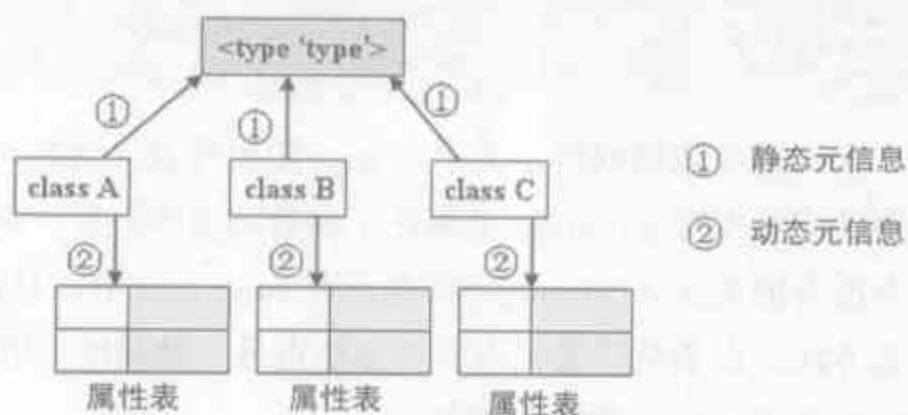 <type ‘type’>
①
①
①
class A
class B
class C
① 静态元信息
② 动态元信息
②
②
②
属性表
属性表
属性表